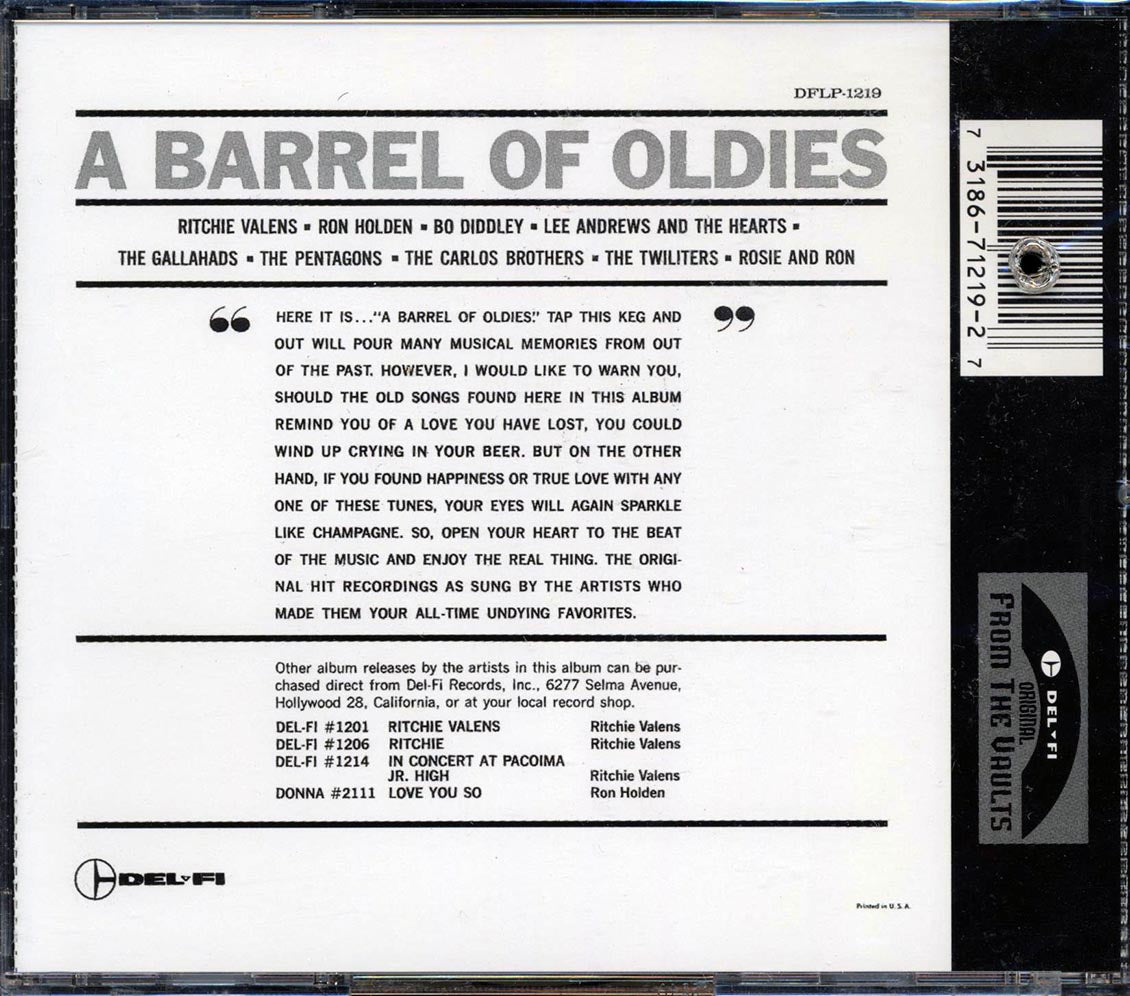 DFLP-1219
A BARREL OF OLDIES
RITCHIE VALENS ▪ RON HOLDEN ▪ BO DIDDLEY ▪ LEE ANDREWS AND THE HEARTS ▪
THE GALLAHADS ▪ THE PENTAGONS ▪ THE CARLOS BROTHERS ▪ THE TWILITERS ▪ ROSIE AND RON
“ HERE IT IS..."A BARREL OF OLDIES!" TAP THIS KEG AND ”
OUT WILL POUR MANY MUSICAL MEMORIES FROM OUT
OF THE PAST. HOWEVER, I WOULD LIKE TO WARN YOU,
SHOULD THE OLD SONGS FOUND HERE IN THIS ALBUM
REMIND YOU OF A LOVE YOU HAVE LOST, YOU COULD
WIND UP CRYING IN YOUR BEER. BUT ON THE OTHER
HAND, IF YOU FOUND HAPPINESS OR TRUE LOVE WITH ANY
ONE OF THESE TUNES, YOUR EYES WILL AGAIN SPARKLE
LIKE CHAMPAGNE. SO, OPEN YOUR HEART TO THE BEAT
OF THE MUSIC AND ENJOY THE REAL THING. THE ORIGI-
NAL HIT RECORDINGS AS SUNG BY THE ARTISTS WHO
MADE THEM YOUR ALL-TIME UNDYING FAVORITES.
Other album releases by the artists in this album can be pur-
chased direct from Del-Fi Records, Inc., 6277 Selma Avenue,
Hollywood 28, California, or at your local record shop.
DEL-FI #1201 RITCHIE VALENS Ritchie Valens
DEL-FI #1206 RITCHIE Ritchie Valens
DEL-FI #1214 IN CONCERT AT PACOIMA
JR. HIGH Ritchie Valens
DONNA #2111 LOVE YOU SO Ron Holden
DEL▾FI
Printed in U.S.A.
7 3186-71219-2 7
DEL▾FI
ORIGINAL
FROM THE VAULTS